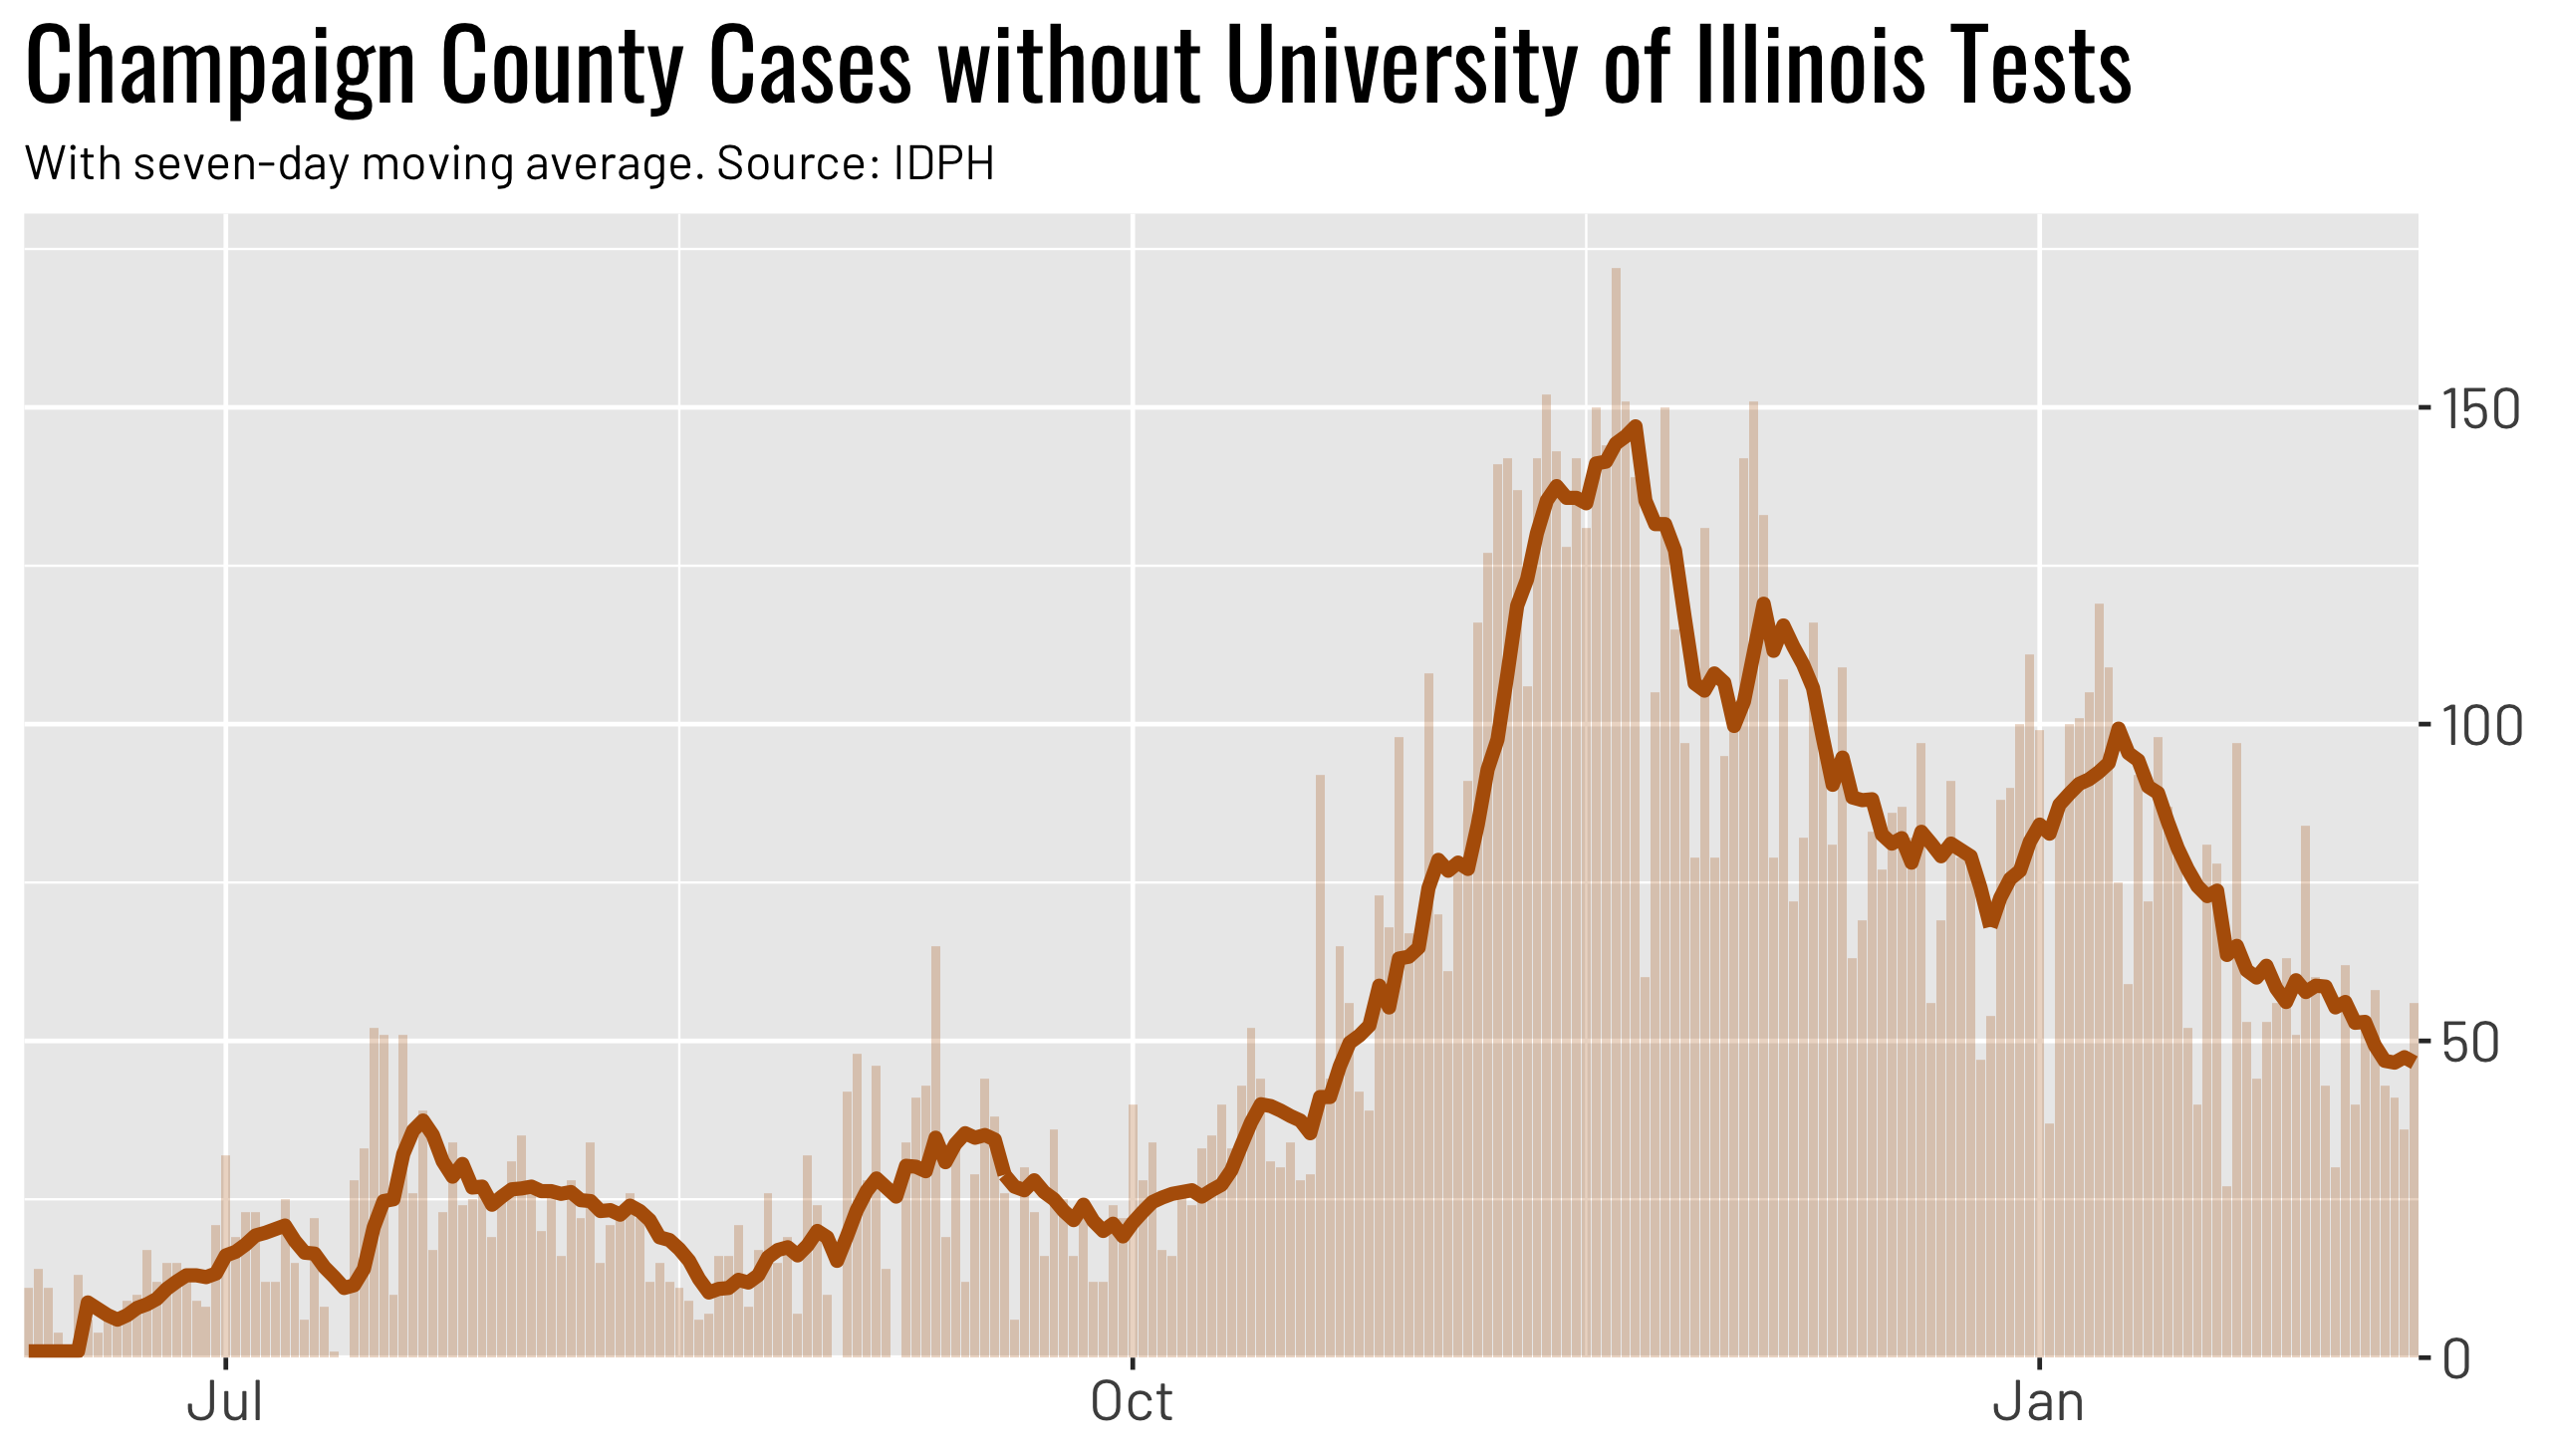 Champaign County Cases without University of Illinois Tests
With seven-day moving average. Source: IDPH
150
100
50
0
Jul Oct Jan